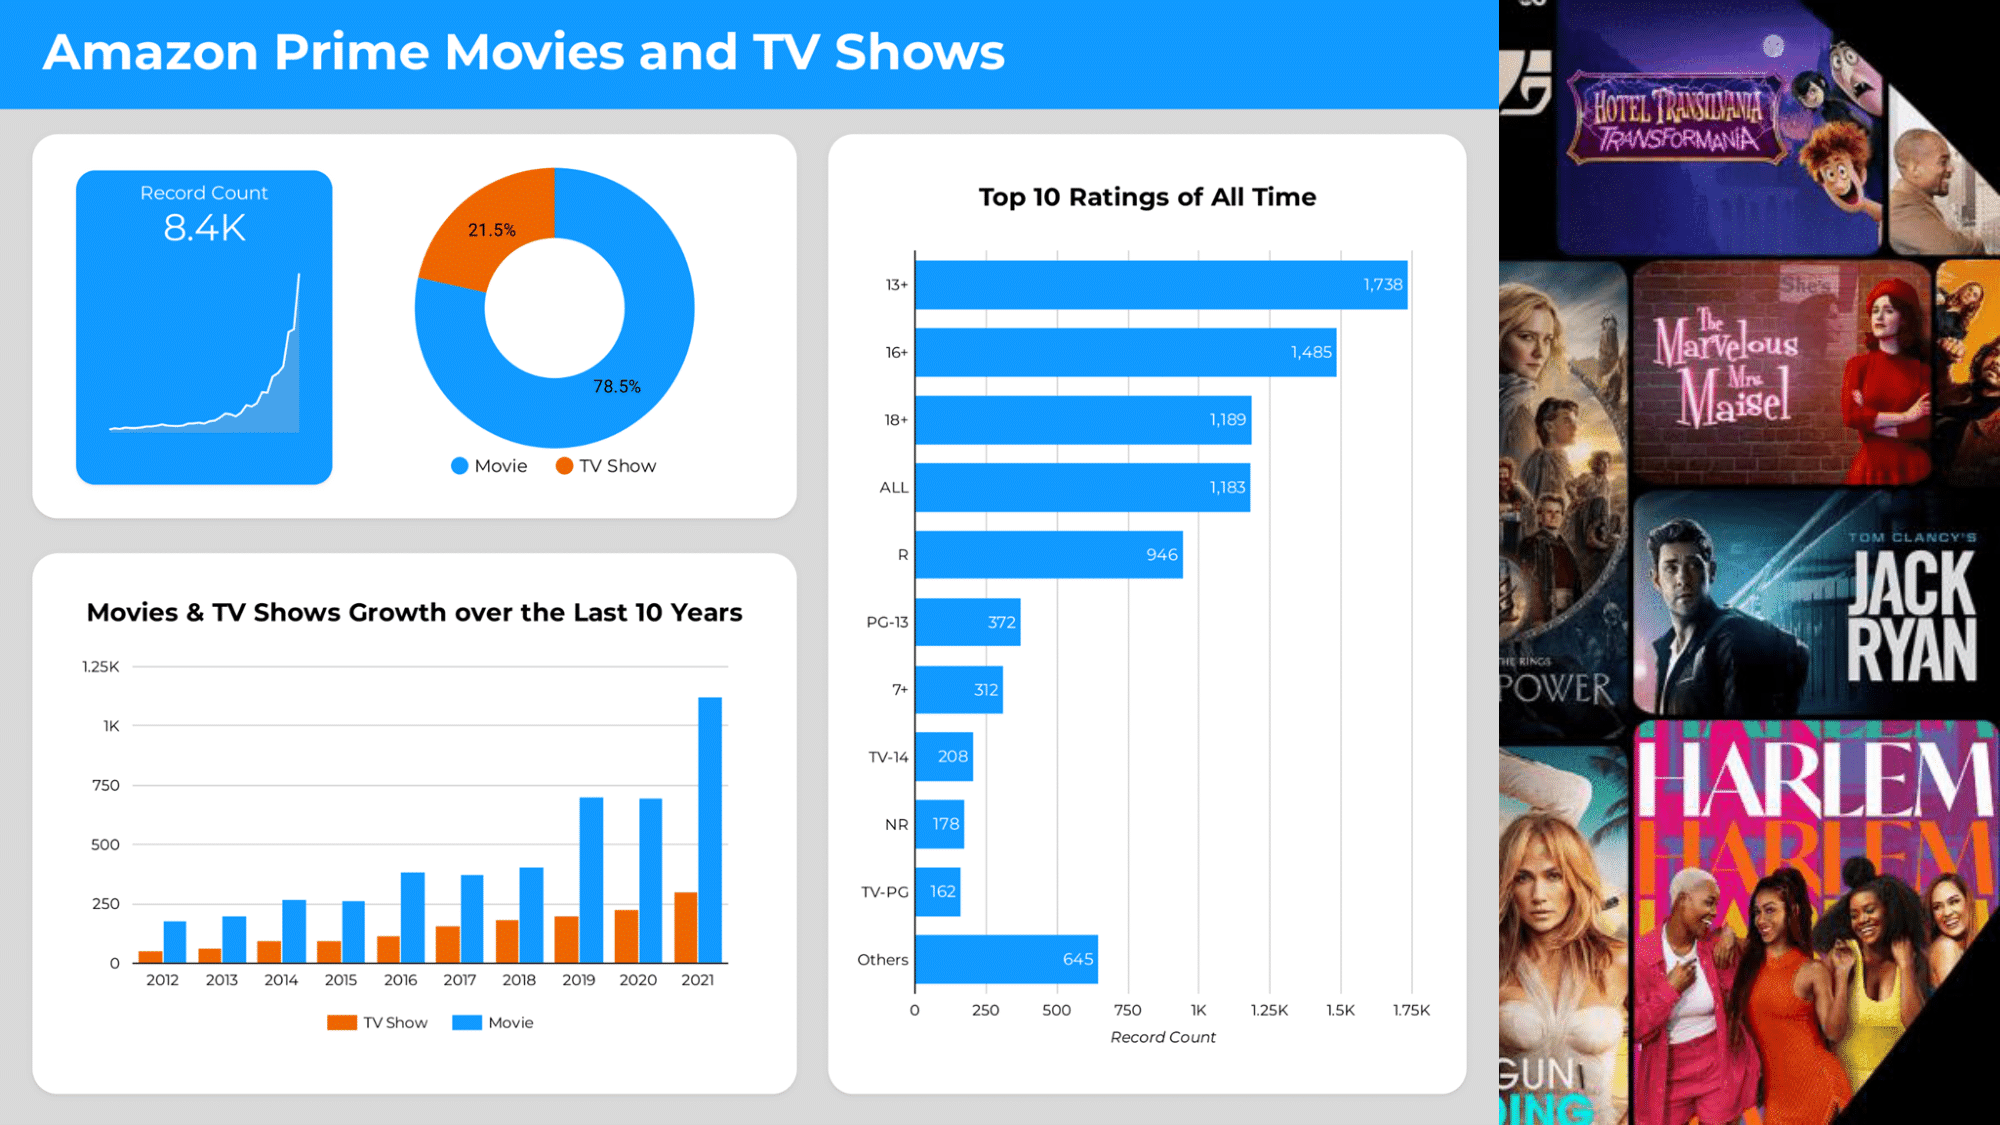 Amazon Prime Movies and TV Shows
Record Count
8.4K
21.5%
78.5%
Movie
TV Show
Movies & TV Shows Growth over the Last 10 Years
1.25K
1K
750
500
250
0
2012 2013 2014 2015 2016 2017 2018 2019 2020 2021
TV Show
Movie
Top 10 Ratings of All Time
13+ 1,738
16+ 1,485
18+ 1,189
ALL 1,183
R 946
PG-13 372
7+ 312
TV-14 208
NR 178
TV-PG 162
Others 645
0 250 500 750 1K 1.25K 1.5K 1.75K
Record Count
HOTEL TRANSILVANIA
TRANSFORMANIA
She's
The
Marvelous
Mrs.
Maisel
TOM CLANCY'S
JACK
RYAN
HE RINGS
POWER
HARLEM
HARLEM
GUN
DING